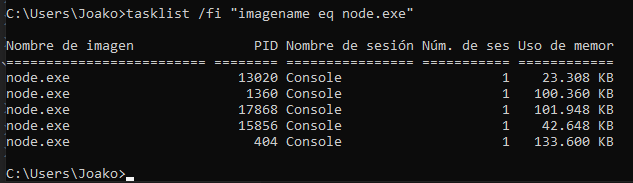 C:\Users\Joako>tasklist /fi "imagename eq node.exe"
Nombre de imagen               PID Nombre de sesión Núm. de ses Uso de memor
========================= ======== ================ =========== ============
node.exe                     13020 Console                    1    23.308 KB
node.exe                      1360 Console                    1   100.360 KB
node.exe                     17868 Console                    1   101.948 KB
node.exe                     15856 Console                    1    42.648 KB
node.exe                       404 Console                    1   133.600 KB
C:\Users\Joako>